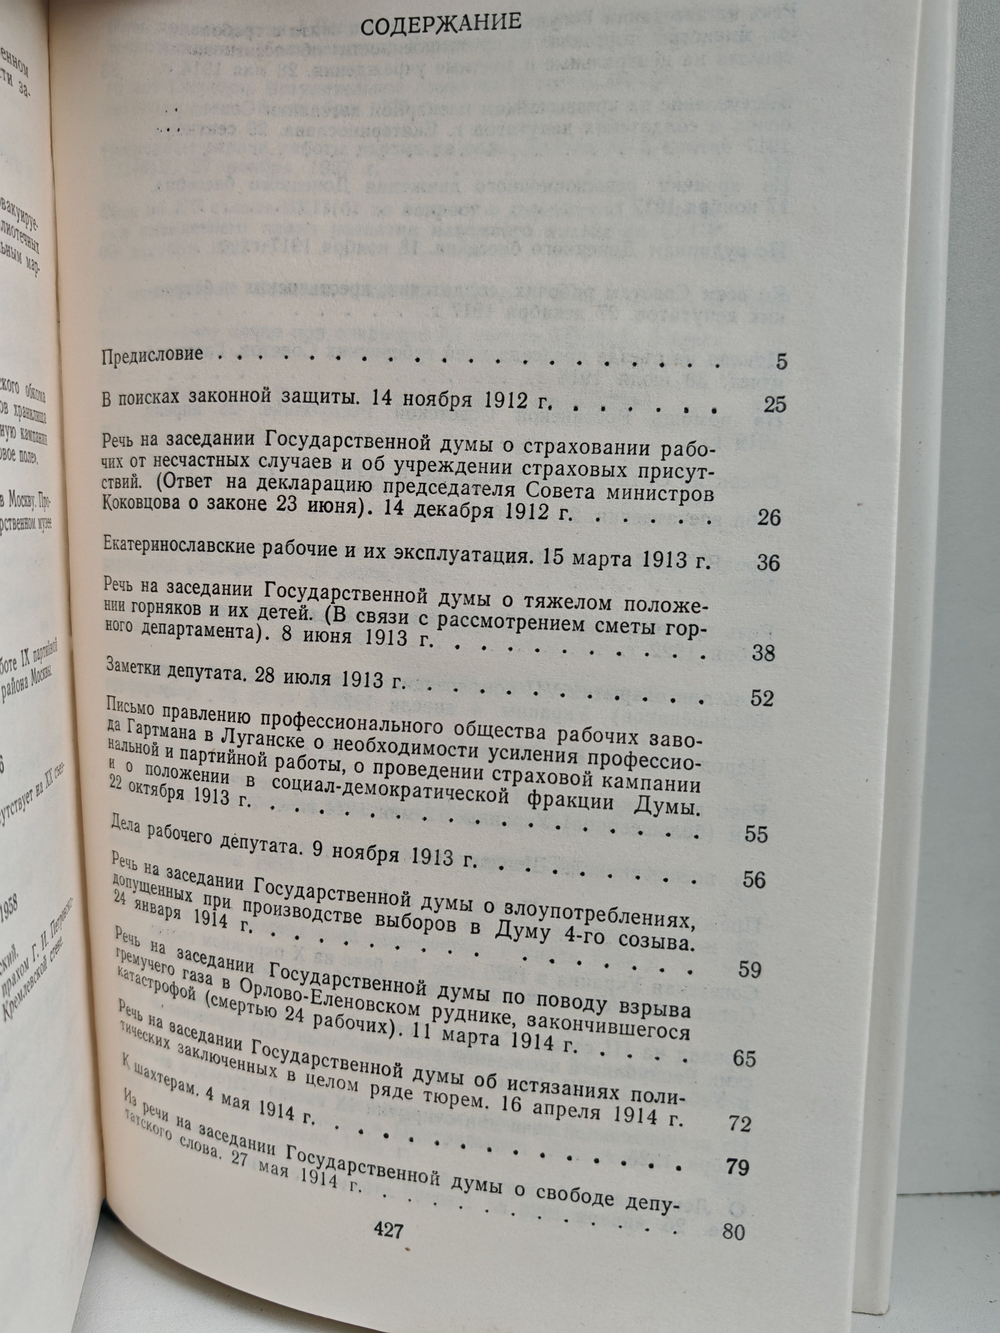 СОДЕРЖАНИЕ
Предисловие 5
В поисках законной защиты. 14 ноября 1912 г. 25
Речь на заседании Государственной думы о страховании рабо-
чих от несчастных случаев и об учреждении страховых присут-
ствий. (Ответ на декларацию председателя Совета министров
Коковцова о законе 23 июня). 14 декабря 1912 г. 26
Екатеринославские рабочие и их эксплуатация. 15 марта 1913 г. 36
Речь на заседании Государственной думы о тяжелом положе-
нии горняков и их детей. (В связи с рассмотрением сметы гор-
ного департамента). 8 июня 1913 г. 38
Заметки депутата. 28 июля 1913 г. 52
Письмо правлению профессионального общества рабочих заво-
да Гартмана в Луганске о необходимости усиления профессио-
нальной и партийной работы, о проведении страховой кампании
и о положении в социал-демократической фракции Думы.
22 октября 1913 г. 55
Дела рабочего депутата. 9 ноября 1913 г. 56
Речь на заседании Государственной думы о злоупотреблениях,
допущенных при производстве выборов в Думу 4-го созыва.
24 января 1914 г. 59
Речь на заседании Государственной думы по поводу взрыва
гремучего газа в Орлово-Еленовском руднике, закончившегося
катастрофой (смертью 24 рабочих). 11 марта 1914 г. 65
Речь на заседании Государственной думы об истязаниях поли-
тических заключенных в целом ряде тюрем. 16 апреля 1914 г. 72
К шахтерам. 4 мая 1914 г. 79
Из речи на заседании Государственной думы о свободе депу-
татского слова. 27 мая 1914 г. 80
427